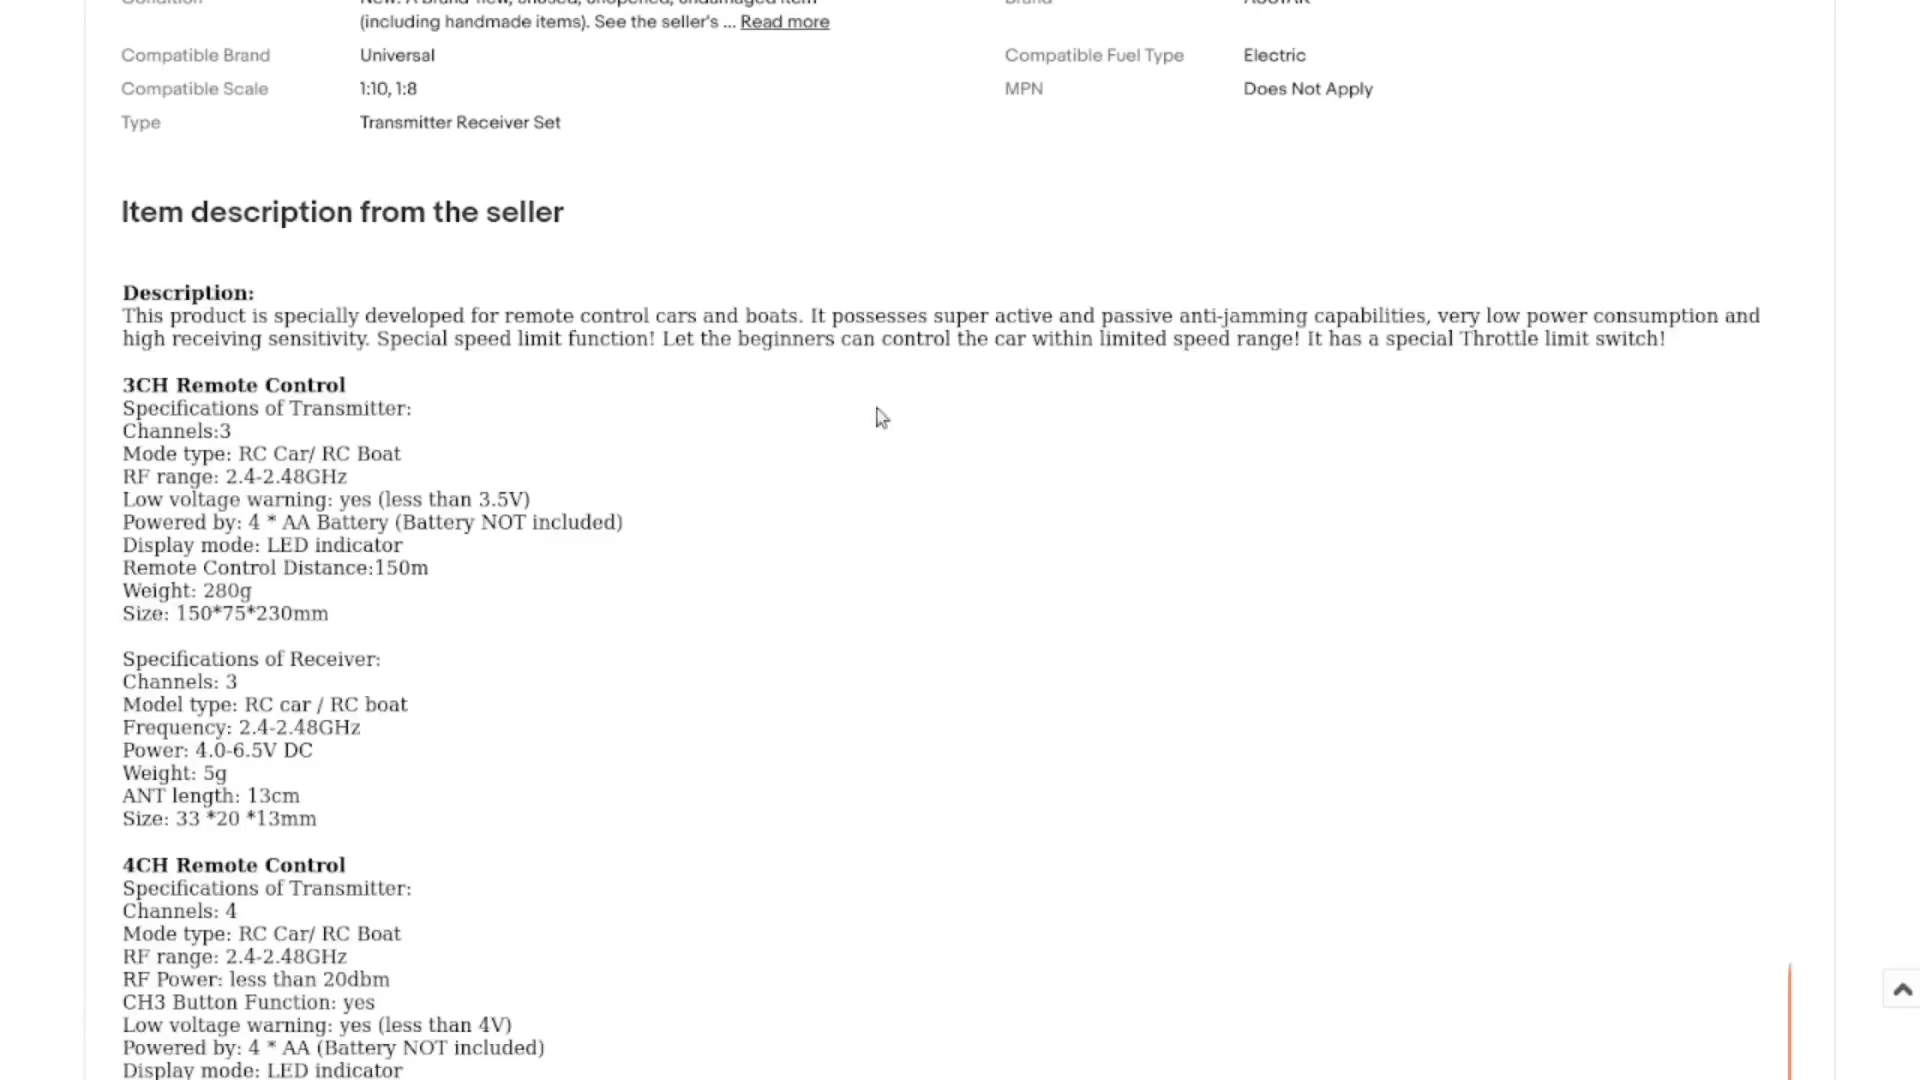 (including handmade items). See the seller's ... Read more
Compatible Brand Universal Compatible Fuel Type Electric
Compatible Scale 1:10, 1:8 MPN Does Not Apply
Type Transmitter Receiver Set
Item description from the seller
Description:
This product is specially developed for remote control cars and boats. It possesses super active and passive anti-jamming capabilities, very low power consumption and
high receiving sensitivity. Special speed limit function! Let the beginners can control the car within limited speed range! It has a special Throttle limit switch!
3CH Remote Control
Specifications of Transmitter:
Channels:3
Mode type: RC Car/ RC Boat
RF range: 2.4-2.48GHz
Low voltage warning: yes (less than 3.5V)
Powered by: 4 * AA Battery (Battery NOT included)
Display mode: LED indicator
Remote Control Distance:150m
Weight: 280g
Size: 150*75*230mm
Specifications of Receiver:
Channels: 3
Model type: RC car / RC boat
Frequency: 2.4-2.48GHz
Power: 4.0-6.5V DC
Weight: 5g
ANT length: 13cm
Size: 33 *20 *13mm
4CH Remote Control
Specifications of Transmitter:
Channels: 4
Mode type: RC Car/ RC Boat
RF range: 2.4-2.48GHz
RF Power: less than 20dbm
CH3 Button Function: yes
Low voltage warning: yes (less than 4V)
Powered by: 4 * AA (Battery NOT included)
Display mode: LED indicator